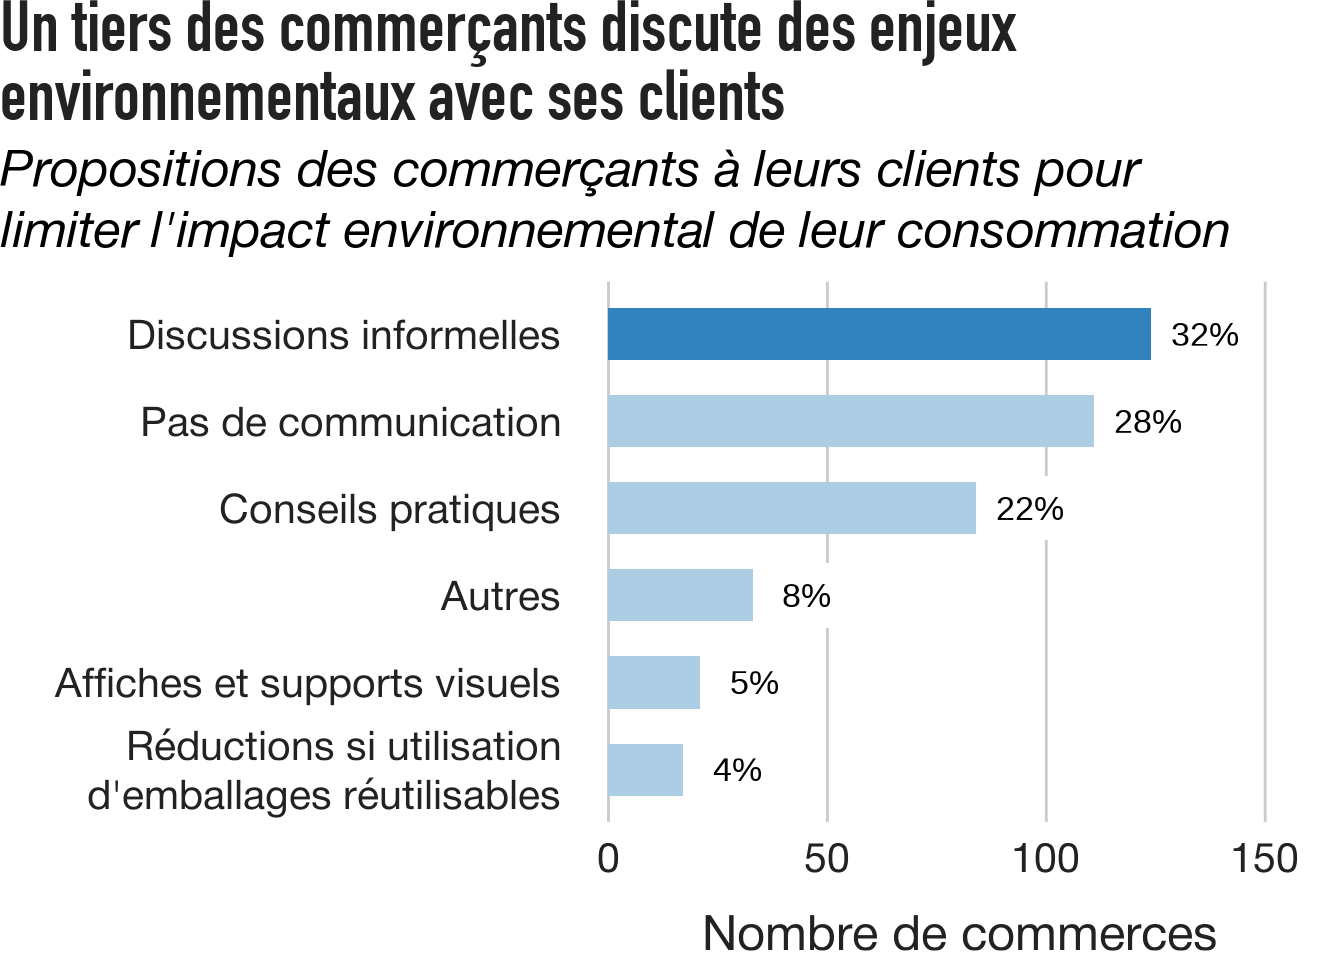 Un tiers des commerçants discute des enjeux
environnementaux avec ses clients
Propositions des commerçants à leurs clients pour
limiter l'impact environnemental de leur consommation
Discussions informelles
32%
Pas de communication
28%
Conseils pratiques
22%
Autres
8%
Affiches et supports visuels
5%
Réductions si utilisation
d'emballages réutilisables
4%
0 50 100 150
Nombre de commerces